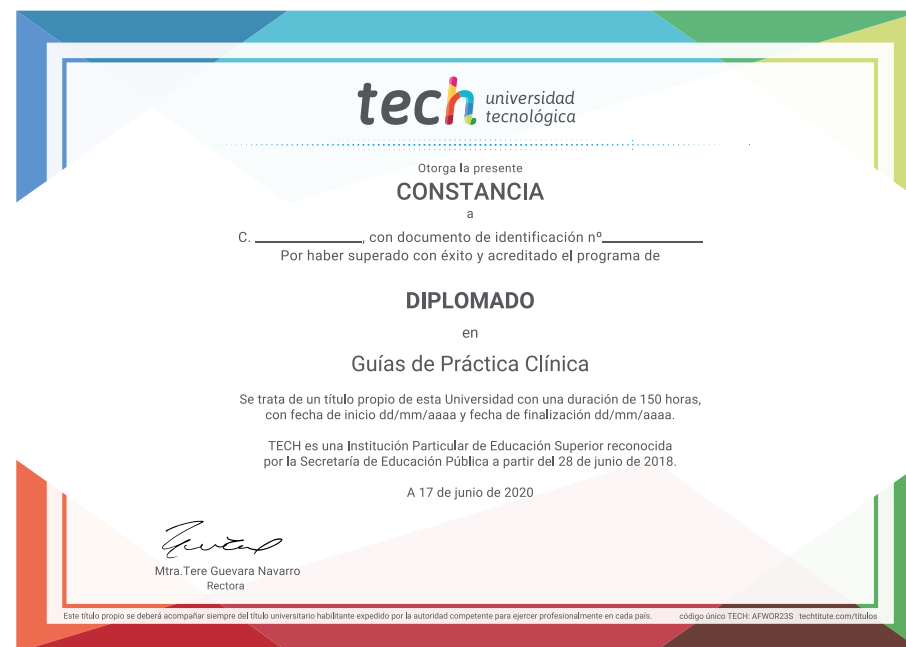 tech universidad
tecnológica
Otorga la presente
CONSTANCIA
a
C. ____________, con documento de identificación nº____________
Por haber superado con éxito y acreditado el programa de
DIPLOMADO
en
Guías de Práctica Clínica
Se trata de un título propio de esta Universidad con una duración de 150 horas,
con fecha de inicio dd/mm/aaaa y fecha de finalización dd/mm/aaaa.
TECH es una Institución Particular de Educación Superior reconocida
por la Secretaría de Educación Pública a partir del 28 de junio de 2018.
A 17 de junio de 2020
Mtra.Tere Guevara Navarro
Rectora
Este título propio se deberá acompañar siempre del título universitario habilitante expedido por la autoridad competente para ejercer profesionalmente en cada país. código único TECH: AFWOR23S techtitute.com/titulos